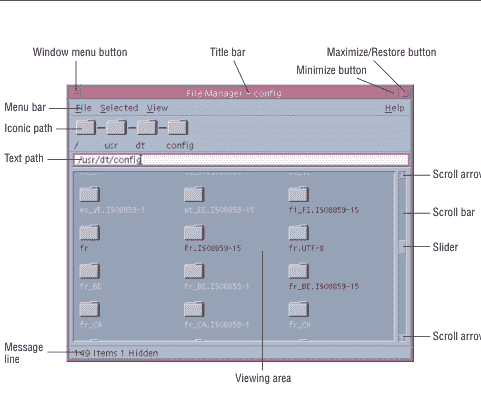 Window menu button
Title bar
Maximize/Restore button
Minimize button
File Manager - config
Menu bar
File Selected View Help
Iconic path
/ usr dt config
Text path
/usr/dt/config
Scroll arrow
es_VE.ISO8859-1 et_EE.ISO8859-15 fi_FI.ISO8859-15
Scroll bar
fr fr.ISO8859-15 fr.UTF-8
Slider
fr_BE fr_BE.ISO8859-1 fr_BE.ISO8859-15
fr_CA fr_CA.ISO8859-1 fr_CH
Scroll arrow
Message
line
149 Items 1 Hidden
Viewing area